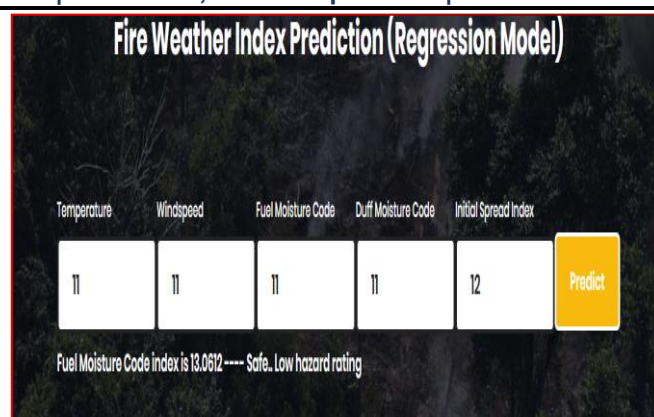 Fire Weather Index Prediction (Regression Model)
Temperature Windspeed Fuel Moisture Code Duff Moisture Code Initial Spread Index
11 11 11 11 12 Predict
Fuel Moisture Code index is 13.0612 ---- Safe.. Low hazard rating